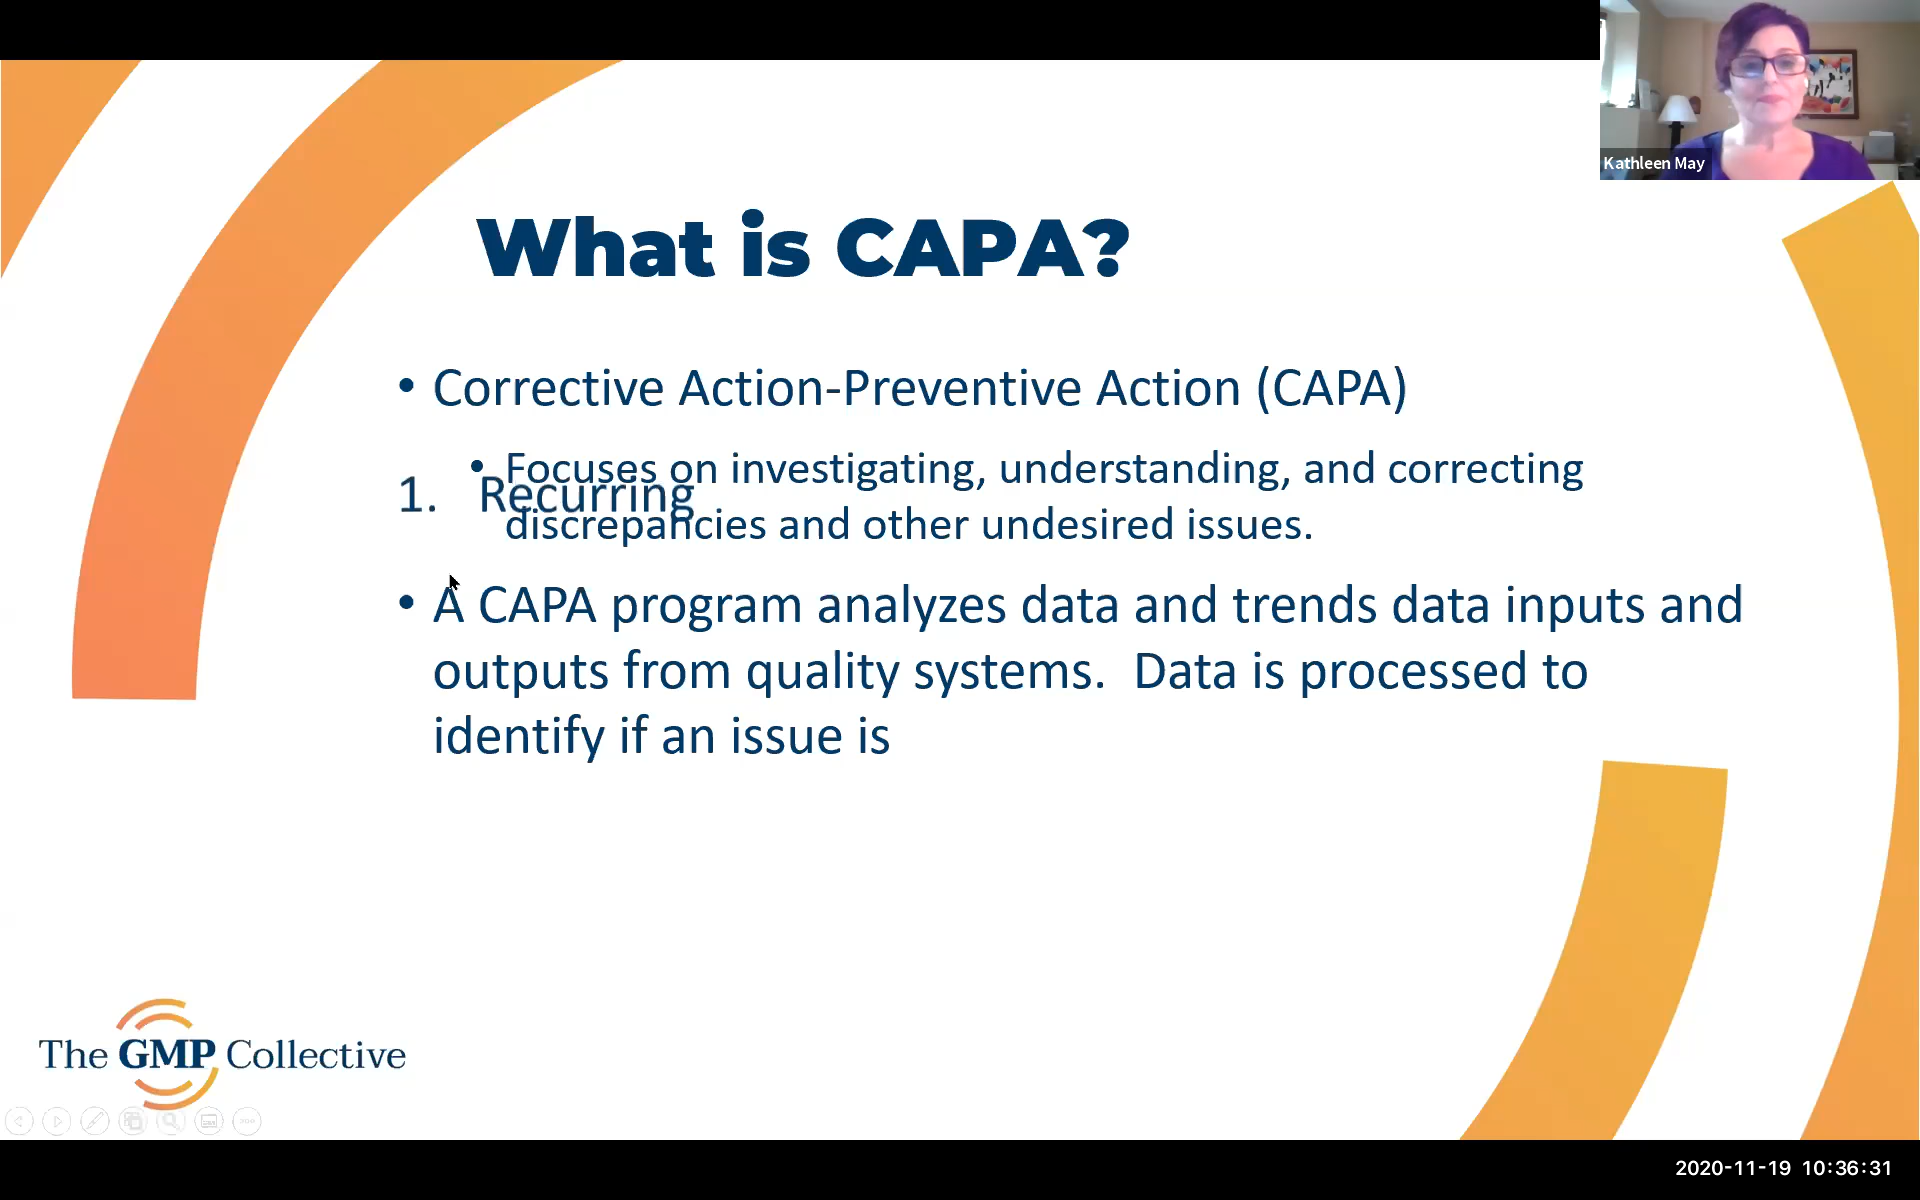 Kathleen May
What is CAPA?
• Corrective Action-Preventive Action (CAPA)
• Focuses on investigating, understanding, and correcting
1. Recurring
discrepancies and other undesired issues.
• A CAPA program analyzes data and trends data inputs and
outputs from quality systems. Data is processed to
identify if an issue is
The GMP Collective
2020-11-19 10:36:31